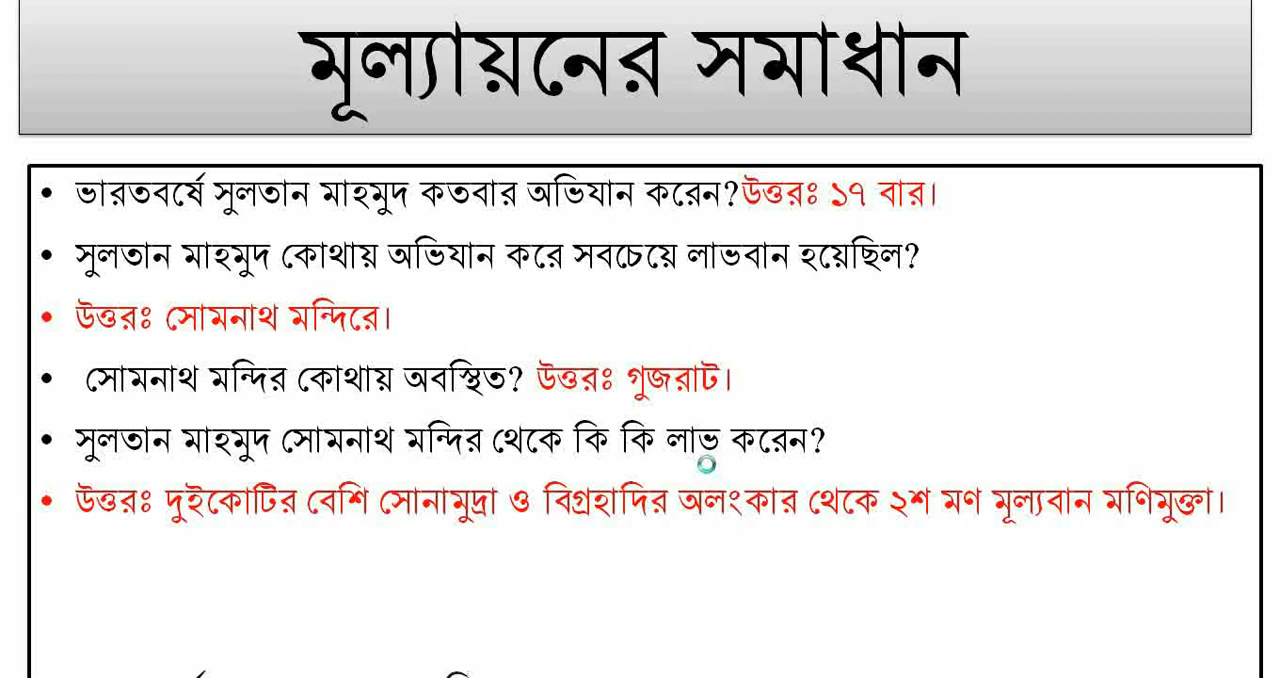 মূল্যায়নের সমাধান
• ভারতবর্ষে সুলতান মাহমুদ কতবার অভিযান করেন?উত্তরঃ ১৭ বার।
• সুলতান মাহমুদ কোথায় অভিযান করে সবচেয়ে লাভবান হয়েছিল?
• উত্তরঃ সোমনাথ মন্দিরে।
• সোমনাথ মন্দির কোথায় অবস্থিত? উত্তরঃ গুজরাট।
• সুলতান মাহমুদ সোমনাথ মন্দির থেকে কি কি লাভ করেন?
• উত্তরঃ দুইকোটির বেশি সোনামুদ্রা ও বিগ্রহাদির অলংকার থেকে ২শ মণ মূল্যবান মণিমুক্তা।